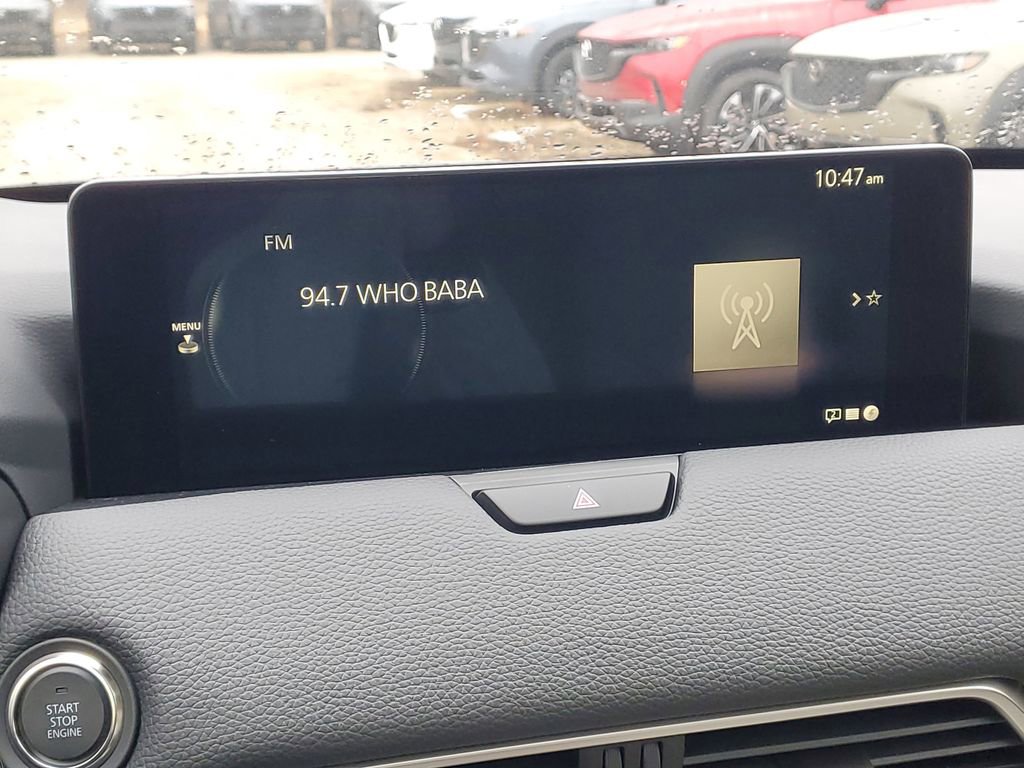 10:47 am
FM
94.7 WHO BABA
MENU
START
STOP
ENGINE